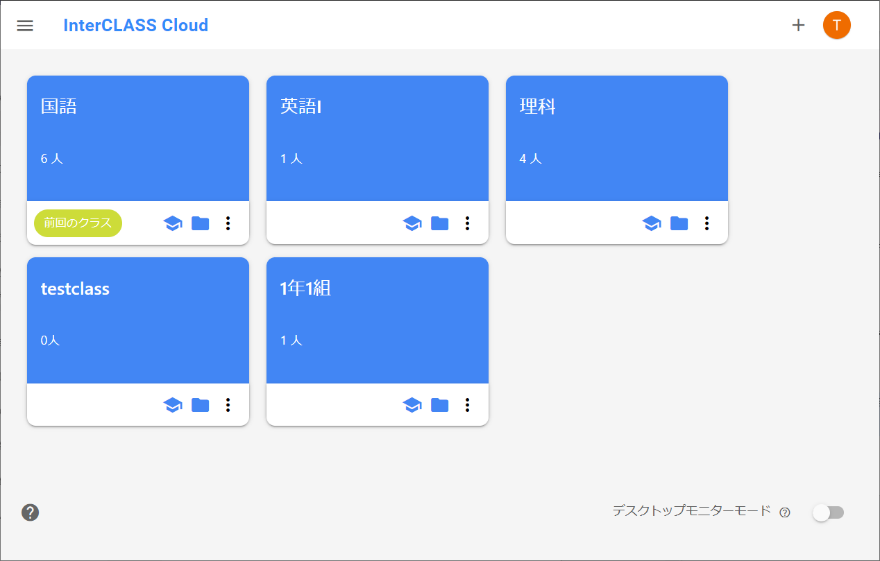 InterCLASS Cloud
T
国語
6 人
前回のクラス
英語I
1 人
理科
4 人
testclass
0人
1年1組
1 人
デスクトップモニターモード